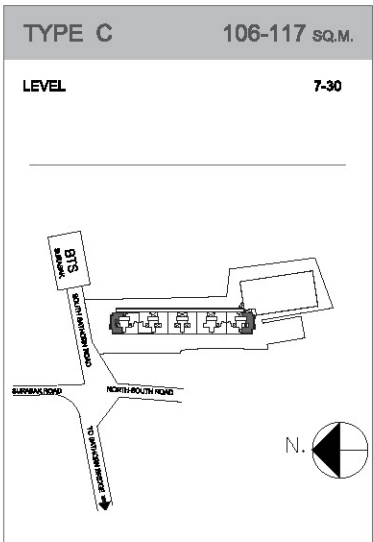 TYPE C 106-117 SQ.M.
LEVEL 7-30
BTS
SURASAK
SOUTH SATHORN ROAD
SURASAK ROAD
NORTH-SOUTH ROAD
TO SATHORN BRIDGE
N.